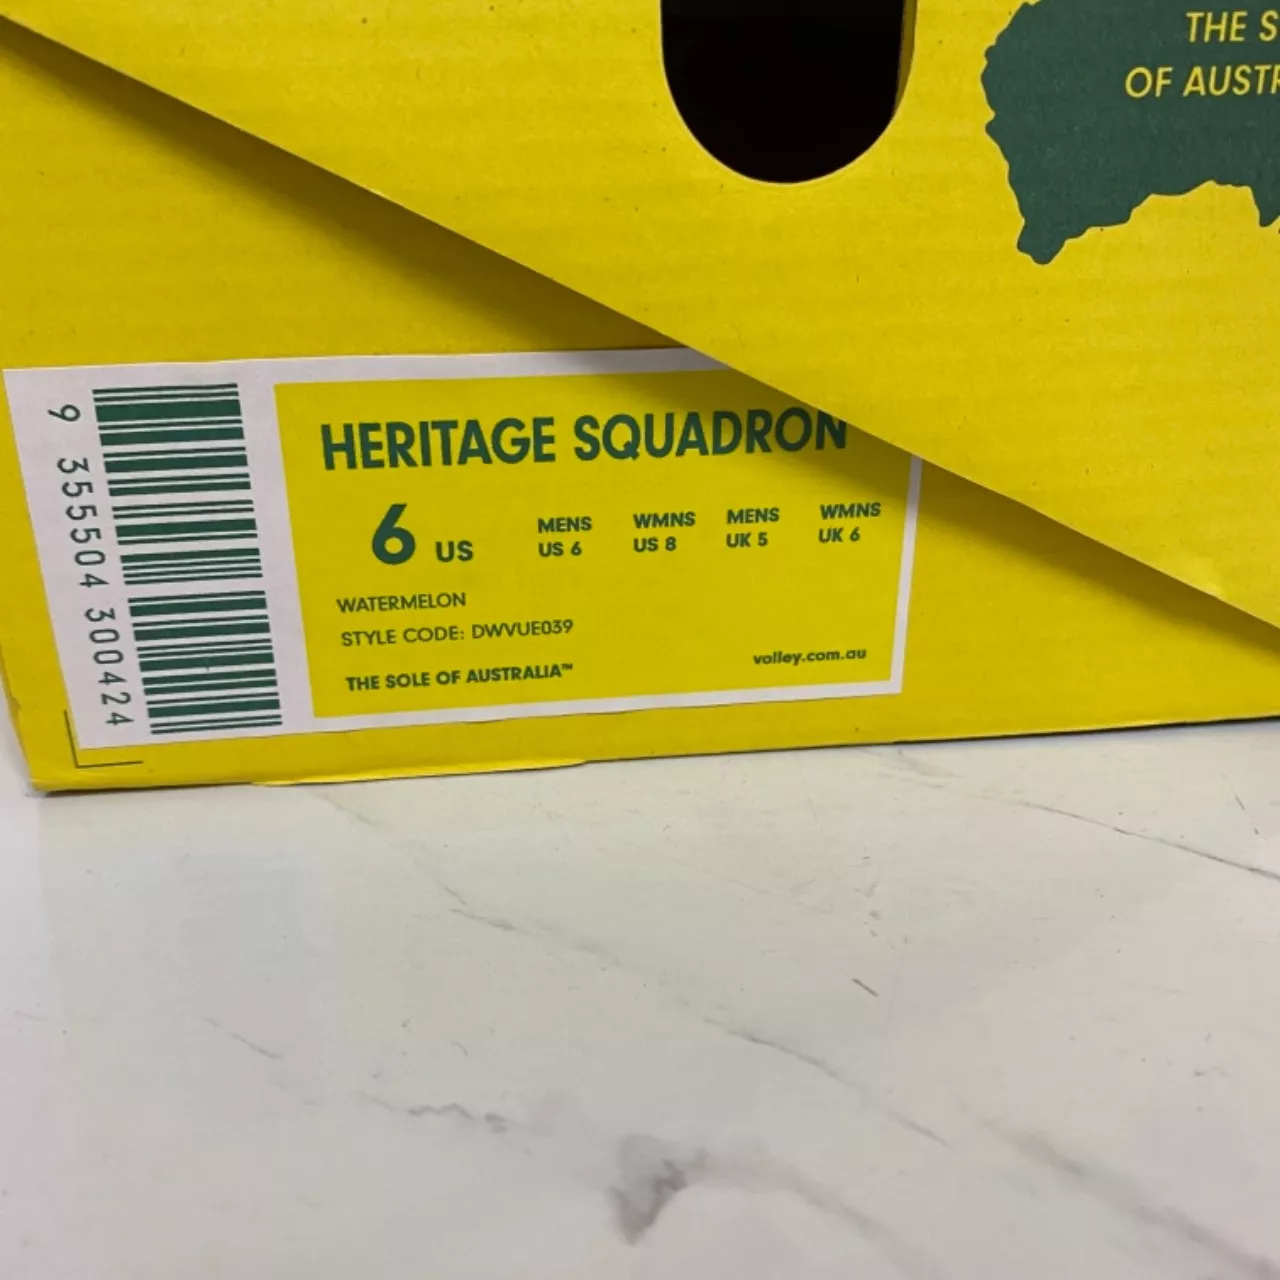 THE S
OF AUSTR
HERITAGE SQUADRON
6 US
MENS US 6
WMNS US 8
MENS UK 5
WMNS UK 6
WATERMELON
STYLE CODE: DWVUE039
THE SOLE OF AUSTRALIA™
volley.com.au
9 355504 300424